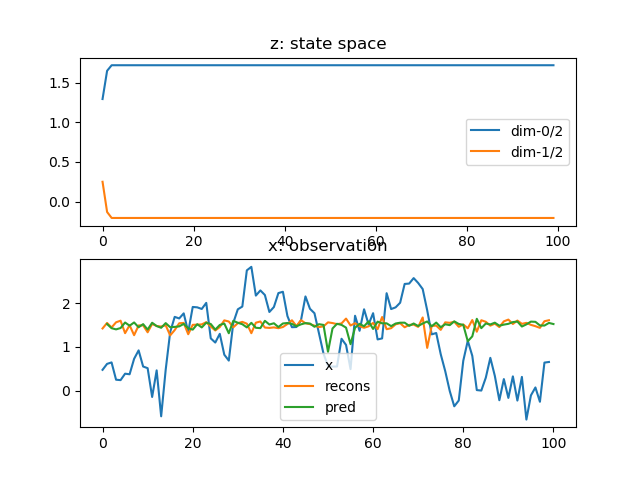 z: state space
1.5
1.0
0.5
0.0
dim-0/2
dim-1/2
0 20 40 60 80 100
x: observation
2
1
0
x
recons
pred
0 20 40 60 80 100